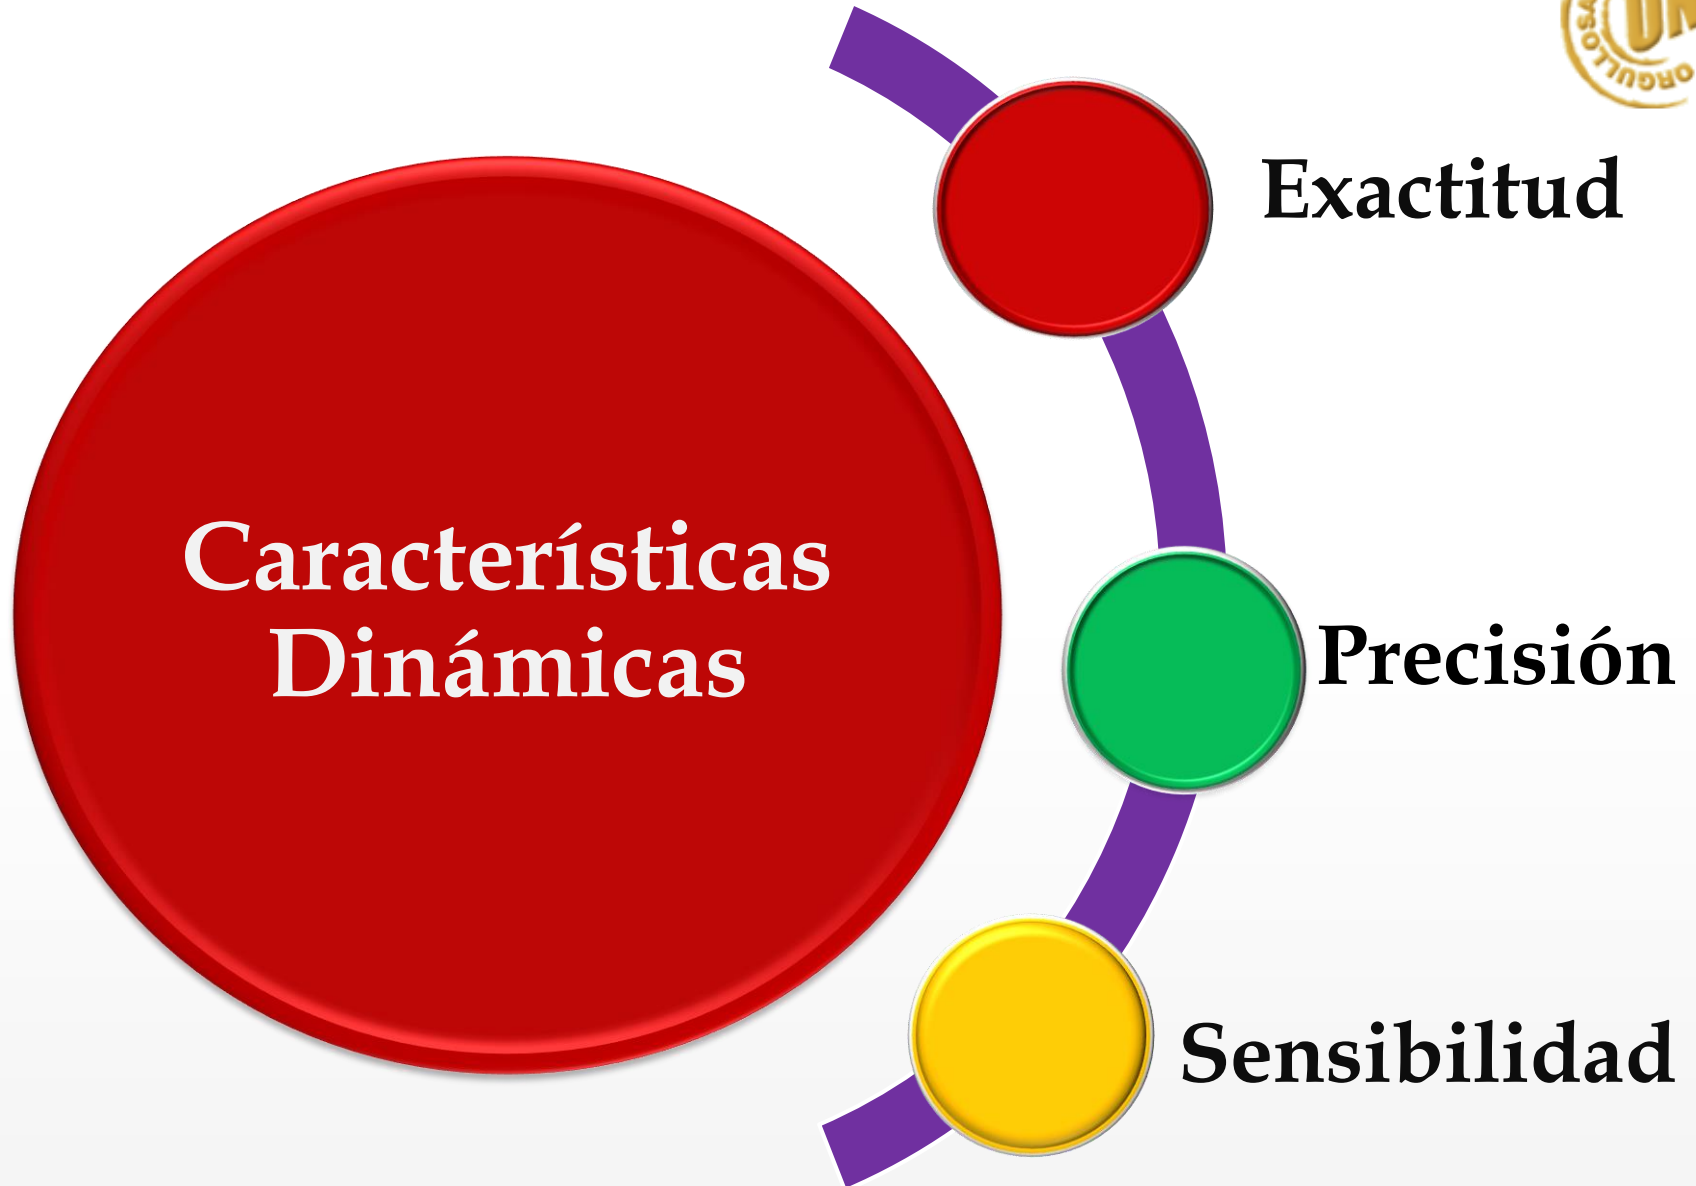 Exactitud
Características
Dinámicas
Precisión
Sensibilidad